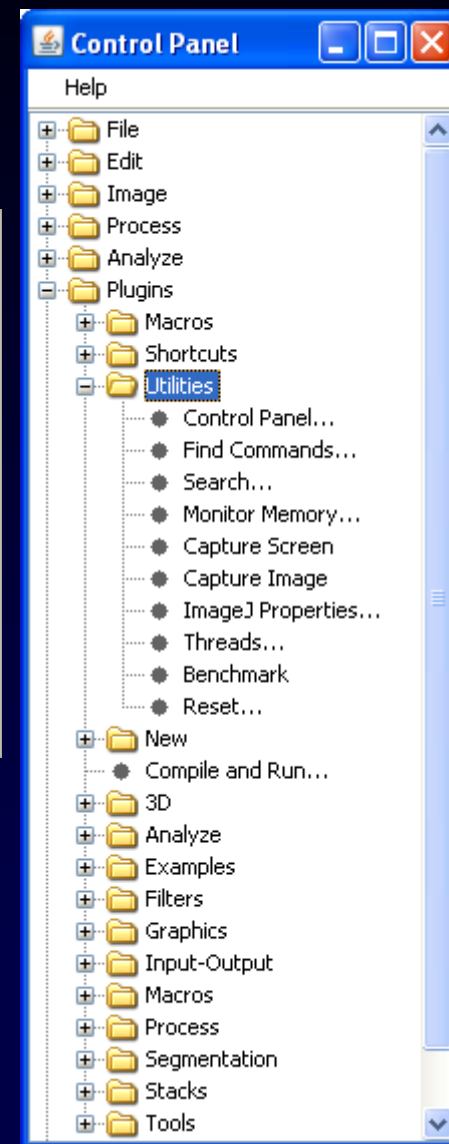 Control Panel
Help
File
Edit
Image
Process
Analyze
Plugins
Macros
Shortcuts
Utilities
Control Panel...
Find Commands...
Search...
Monitor Memory...
Capture Screen
Capture Image
ImageJ Properties...
Threads...
Benchmark
Reset...
New
Compile and Run...
3D
Analyze
Examples
Filters
Graphics
Input-Output
Macros
Process
Segmentation
Stacks
Tools